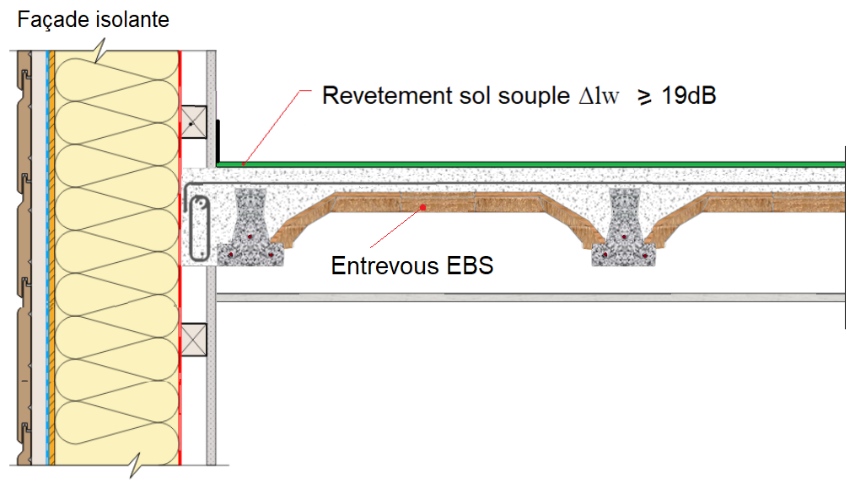 Façade isolante
Revetement sol souple Δlw ≥ 19dB
Entrevous EBS